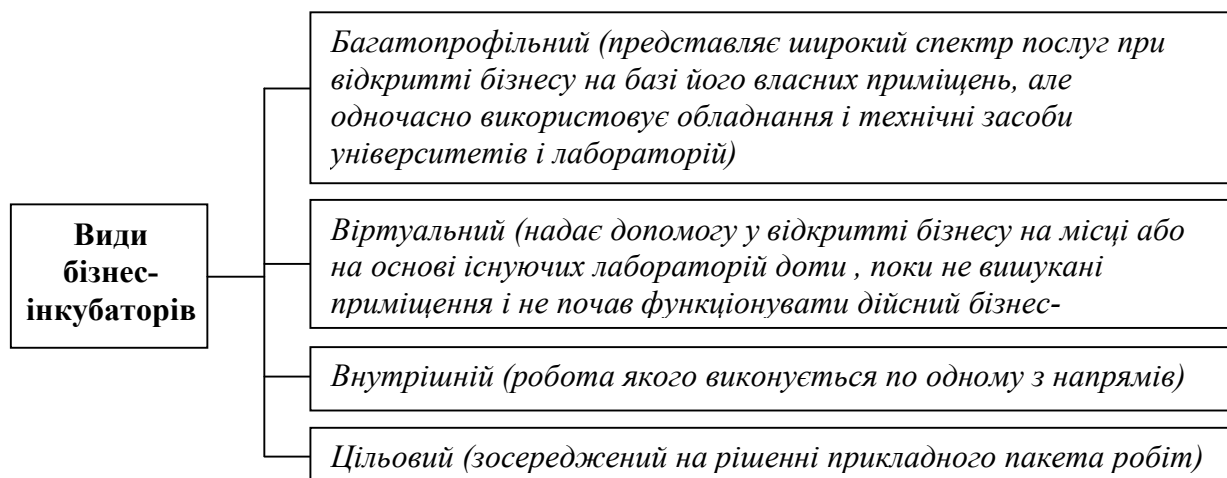 Багатопрофільний (представляє широкий спектр послуг при
відкритті бізнесу на базі його власних приміщень, але
одночасно використовує обладнання і технічні засоби
університетів і лабораторій)
Види
бізнес-
інкубаторів
Віртуальний (надає допомогу у відкритті бізнесу на місці або
на основі існуючих лабораторій доти , поки не вишукані
приміщення і не почав функціонувати дійсний бізнес-
Внутрішній (робота якого виконується по одному з напрямів)
Цільовий (зосереджений на рішенні прикладного пакета робіт)